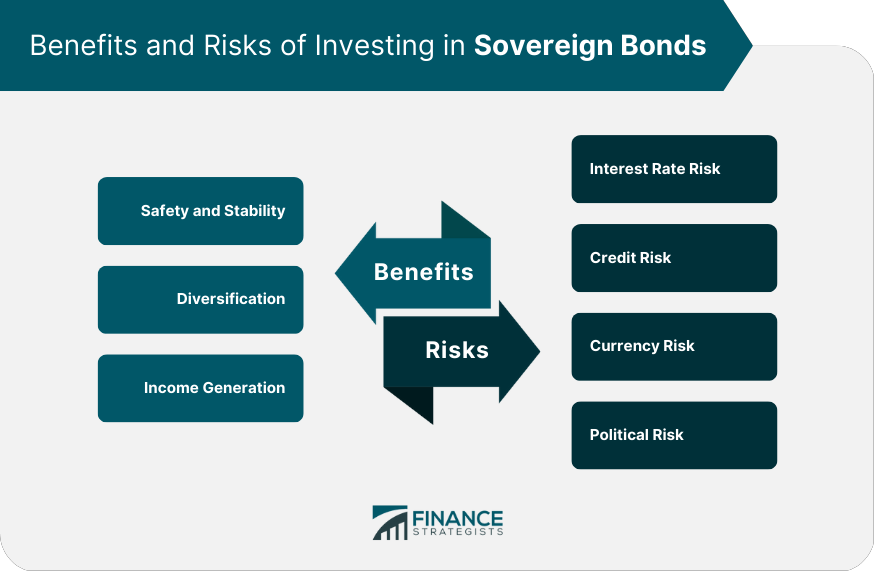 Benefits and Risks of Investing in Sovereign Bonds
Safety and Stability
Diversification
Income Generation
Benefits
Risks
Interest Rate Risk
Credit Risk
Currency Risk
Political Risk
FINANCE
STRATEGISTS